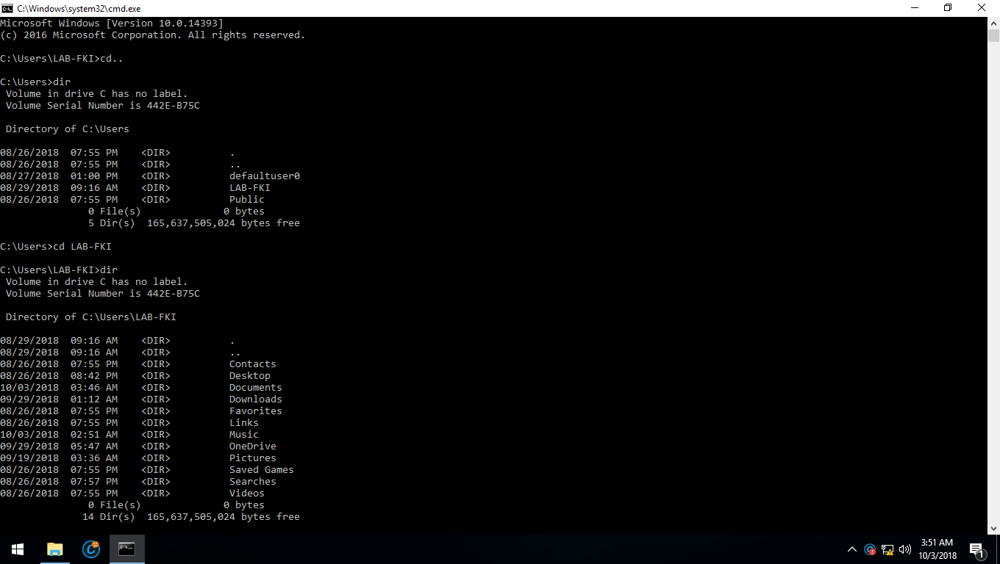 C:\Windows\system32\cmd.exe
Microsoft Windows [Version 10.0.14393]
(c) 2016 Microsoft Corporation. All rights reserved.
C:\Users\LAB-FKI>cd..
C:\Users>dir
 Volume in drive C has no label.
 Volume Serial Number is 442E-B75C
 Directory of C:\Users
08/26/2018  07:55 PM    <DIR>          .
08/26/2018  07:55 PM    <DIR>          ..
08/27/2018  01:00 PM    <DIR>          defaultuser0
08/29/2018  09:16 AM    <DIR>          LAB-FKI
08/26/2018  07:55 PM    <DIR>          Public
               0 File(s)              0 bytes
               5 Dir(s)  165,637,505,024 bytes free
C:\Users>cd LAB-FKI
C:\Users\LAB-FKI>dir
 Volume in drive C has no label.
 Volume Serial Number is 442E-B75C
 Directory of C:\Users\LAB-FKI
08/29/2018  09:16 AM    <DIR>          .
08/29/2018  09:16 AM    <DIR>          ..
08/26/2018  07:55 PM    <DIR>          Contacts
08/26/2018  08:42 PM    <DIR>          Desktop
10/03/2018  03:46 AM    <DIR>          Documents
09/29/2018  01:12 AM    <DIR>          Downloads
08/26/2018  07:55 PM    <DIR>          Favorites
08/26/2018  07:55 PM    <DIR>          Links
10/03/2018  02:51 AM    <DIR>          Music
09/29/2018  05:47 AM    <DIR>          OneDrive
09/19/2018  03:36 AM    <DIR>          Pictures
08/26/2018  07:55 PM    <DIR>          Saved Games
08/26/2018  07:57 PM    <DIR>          Searches
08/26/2018  07:55 PM    <DIR>          Videos
               0 File(s)              0 bytes
              14 Dir(s)  165,637,505,024 bytes free
3:51 AM
10/3/2018
1